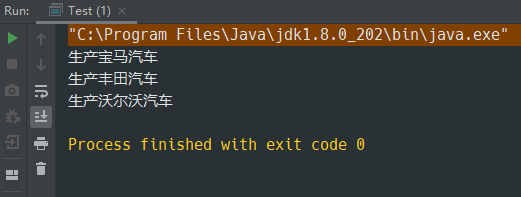 Run: Test (1) ×
"C:\Program Files\Java\jdk1.8.0_202\bin\java.exe"
生产宝马汽车
生产丰田汽车
生产沃尔沃汽车
Process finished with exit code 0